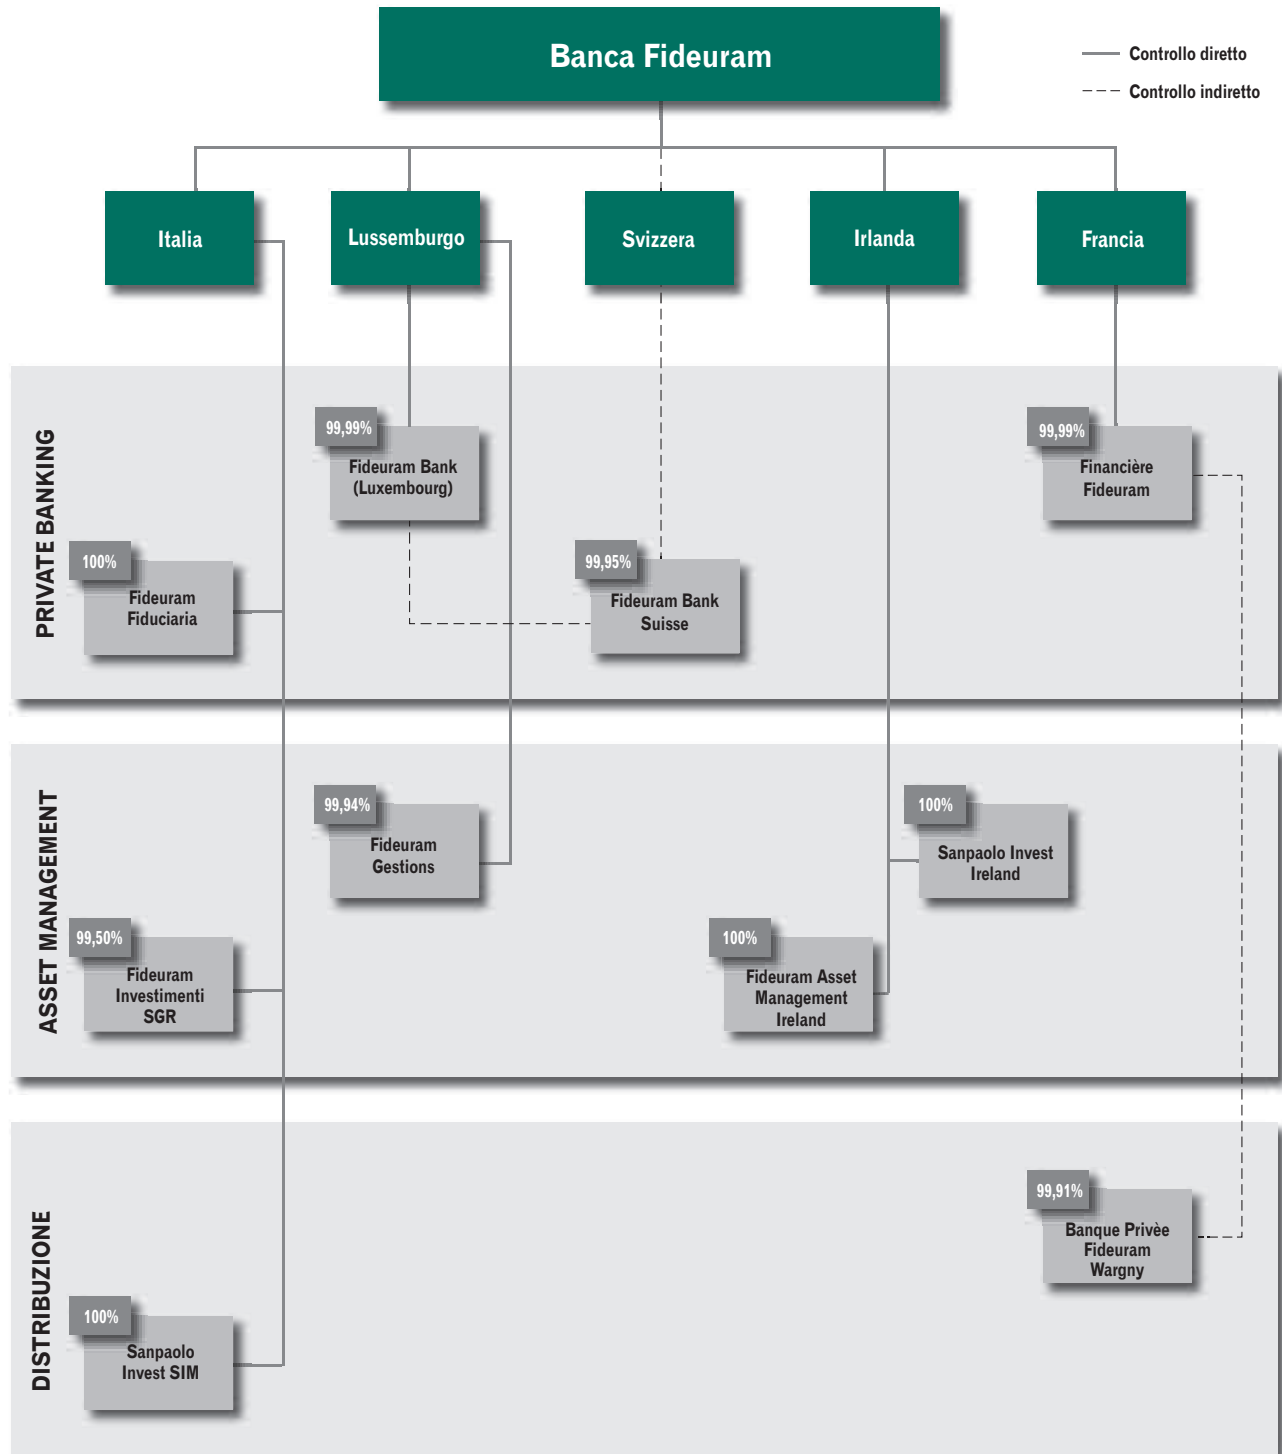 Banca Fideuram
Controllo diretto
Controllo indiretto
Italia
Lussemburgo
Svizzera
Irlanda
Francia
PRIVATE BANKING
99,99%
Fideuram Bank
(Luxembourg)
99,99%
Financière
Fideuram
100%
Fideuram
Fiduciaria
99,95%
Fideuram Bank
Suisse
ASSET MANAGEMENT
99,94%
Fideuram
Gestions
100%
Sanpaolo Invest
Ireland
99,50%
Fideuram
Investimenti
SGR
100%
Fideuram Asset
Management
Ireland
DISTRIBUZIONE
99,91%
Banque Privèe
Fideuram
Wargny
100%
Sanpaolo
Invest SIM